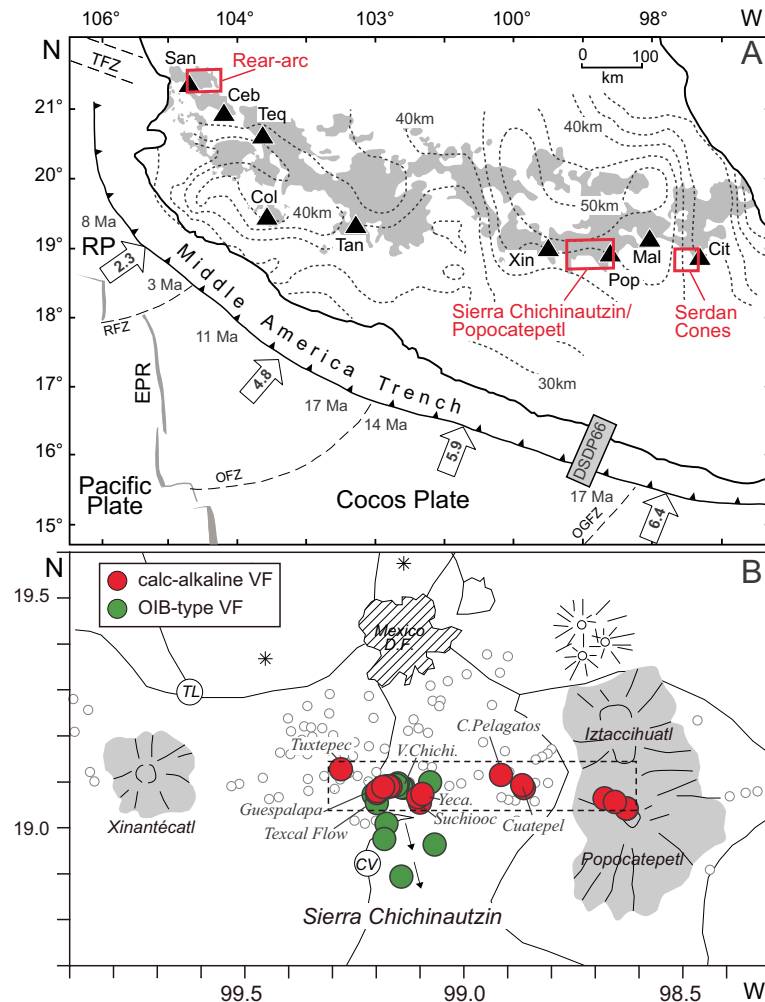 106°
104°
102°
100°
98°
W
N
A
TFZ
San
Rear-arc
0
100
km
21°
Ceb
Teq
40km
40km
20°
50km
Col
40km
8 Ma
19°
Tan
Xin
Mal
Cit
RP
2.3
Pop
3 Ma
Sierra Chichinautzin/
Popocatepetl
Serdan
Cones
18°
RFZ
11 Ma
Middle America Trench
30km
EPR
4.8
17°
17 Ma
14 Ma
16°
5.9
DSDP66
OFZ
17 Ma
Pacific
Plate
Cocos Plate
OGFZ
6.4
15°
N
B
calc-alkaline VF
OIB-type VF
19.5
Mexico
D.F.
TL
C.Pelagatos
Iztaccihuatl
Tuxtepec
V.Chichi.
Guespalapa
Yeca.
Texcal Flow
Suchiooc
Cuatepel
19.0
Xinantécatl
CV
Popocatepetl
Sierra Chichinautzin
99.5
99.0
98.5
W